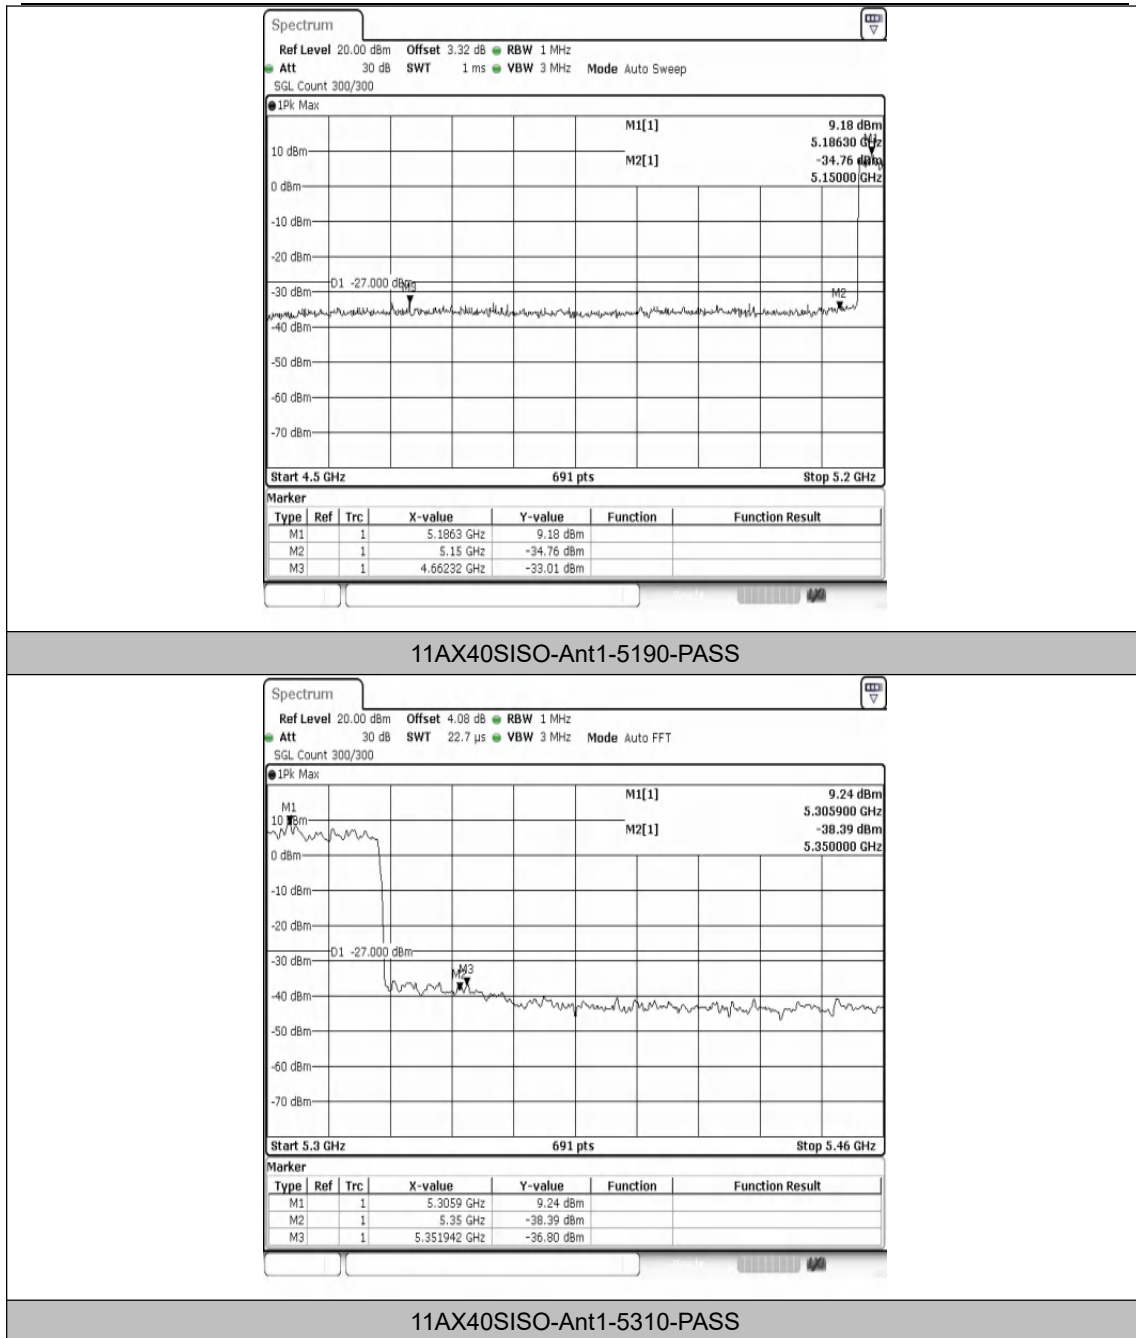 Spectrum
Ref Level 20.00 dBm Offset 3.32 dB RBW 1 MHz
Att 30 dB SWT 1 ms VBW 3 MHz Mode Auto Sweep
SGL Count 300/300
1Pk Max
M1[1] 9.18 dBm
5.18630 GHz
M1
10 dBm
M2[1] -34.76 dBm
5.15000 GHz
0 dBm
-10 dBm
-20 dBm
D1 -27.000 dBm
M3
-30 dBm
M2
-40 dBm
-50 dBm
-60 dBm
-70 dBm
Start 4.5 GHz 691 pts Stop 5.2 GHz
Marker
Type Ref Trc X-value Y-value Function Function Result
M1 1 5.1863 GHz 9.18 dBm
M2 1 5.15 GHz -34.76 dBm
M3 1 4.66232 GHz -33.01 dBm
11AX40SISO-Ant1-5190-PASS
Spectrum
Ref Level 20.00 dBm Offset 4.08 dB RBW 1 MHz
Att 30 dB SWT 22.7 µs VBW 3 MHz Mode Auto FFT
SGL Count 300/300
1Pk Max
M1[1] 9.24 dBm
5.305900 GHz
M1
10 dBm
M2[1] -38.39 dBm
5.350000 GHz
0 dBm
-10 dBm
-20 dBm
D1 -27.000 dBm
-30 dBm
M2 M3
-40 dBm
-50 dBm
-60 dBm
-70 dBm
Start 5.3 GHz 691 pts Stop 5.46 GHz
Marker
Type Ref Trc X-value Y-value Function Function Result
M1 1 5.3059 GHz 9.24 dBm
M2 1 5.35 GHz -38.39 dBm
M3 1 5.351942 GHz -36.80 dBm
11AX40SISO-Ant1-5310-PASS